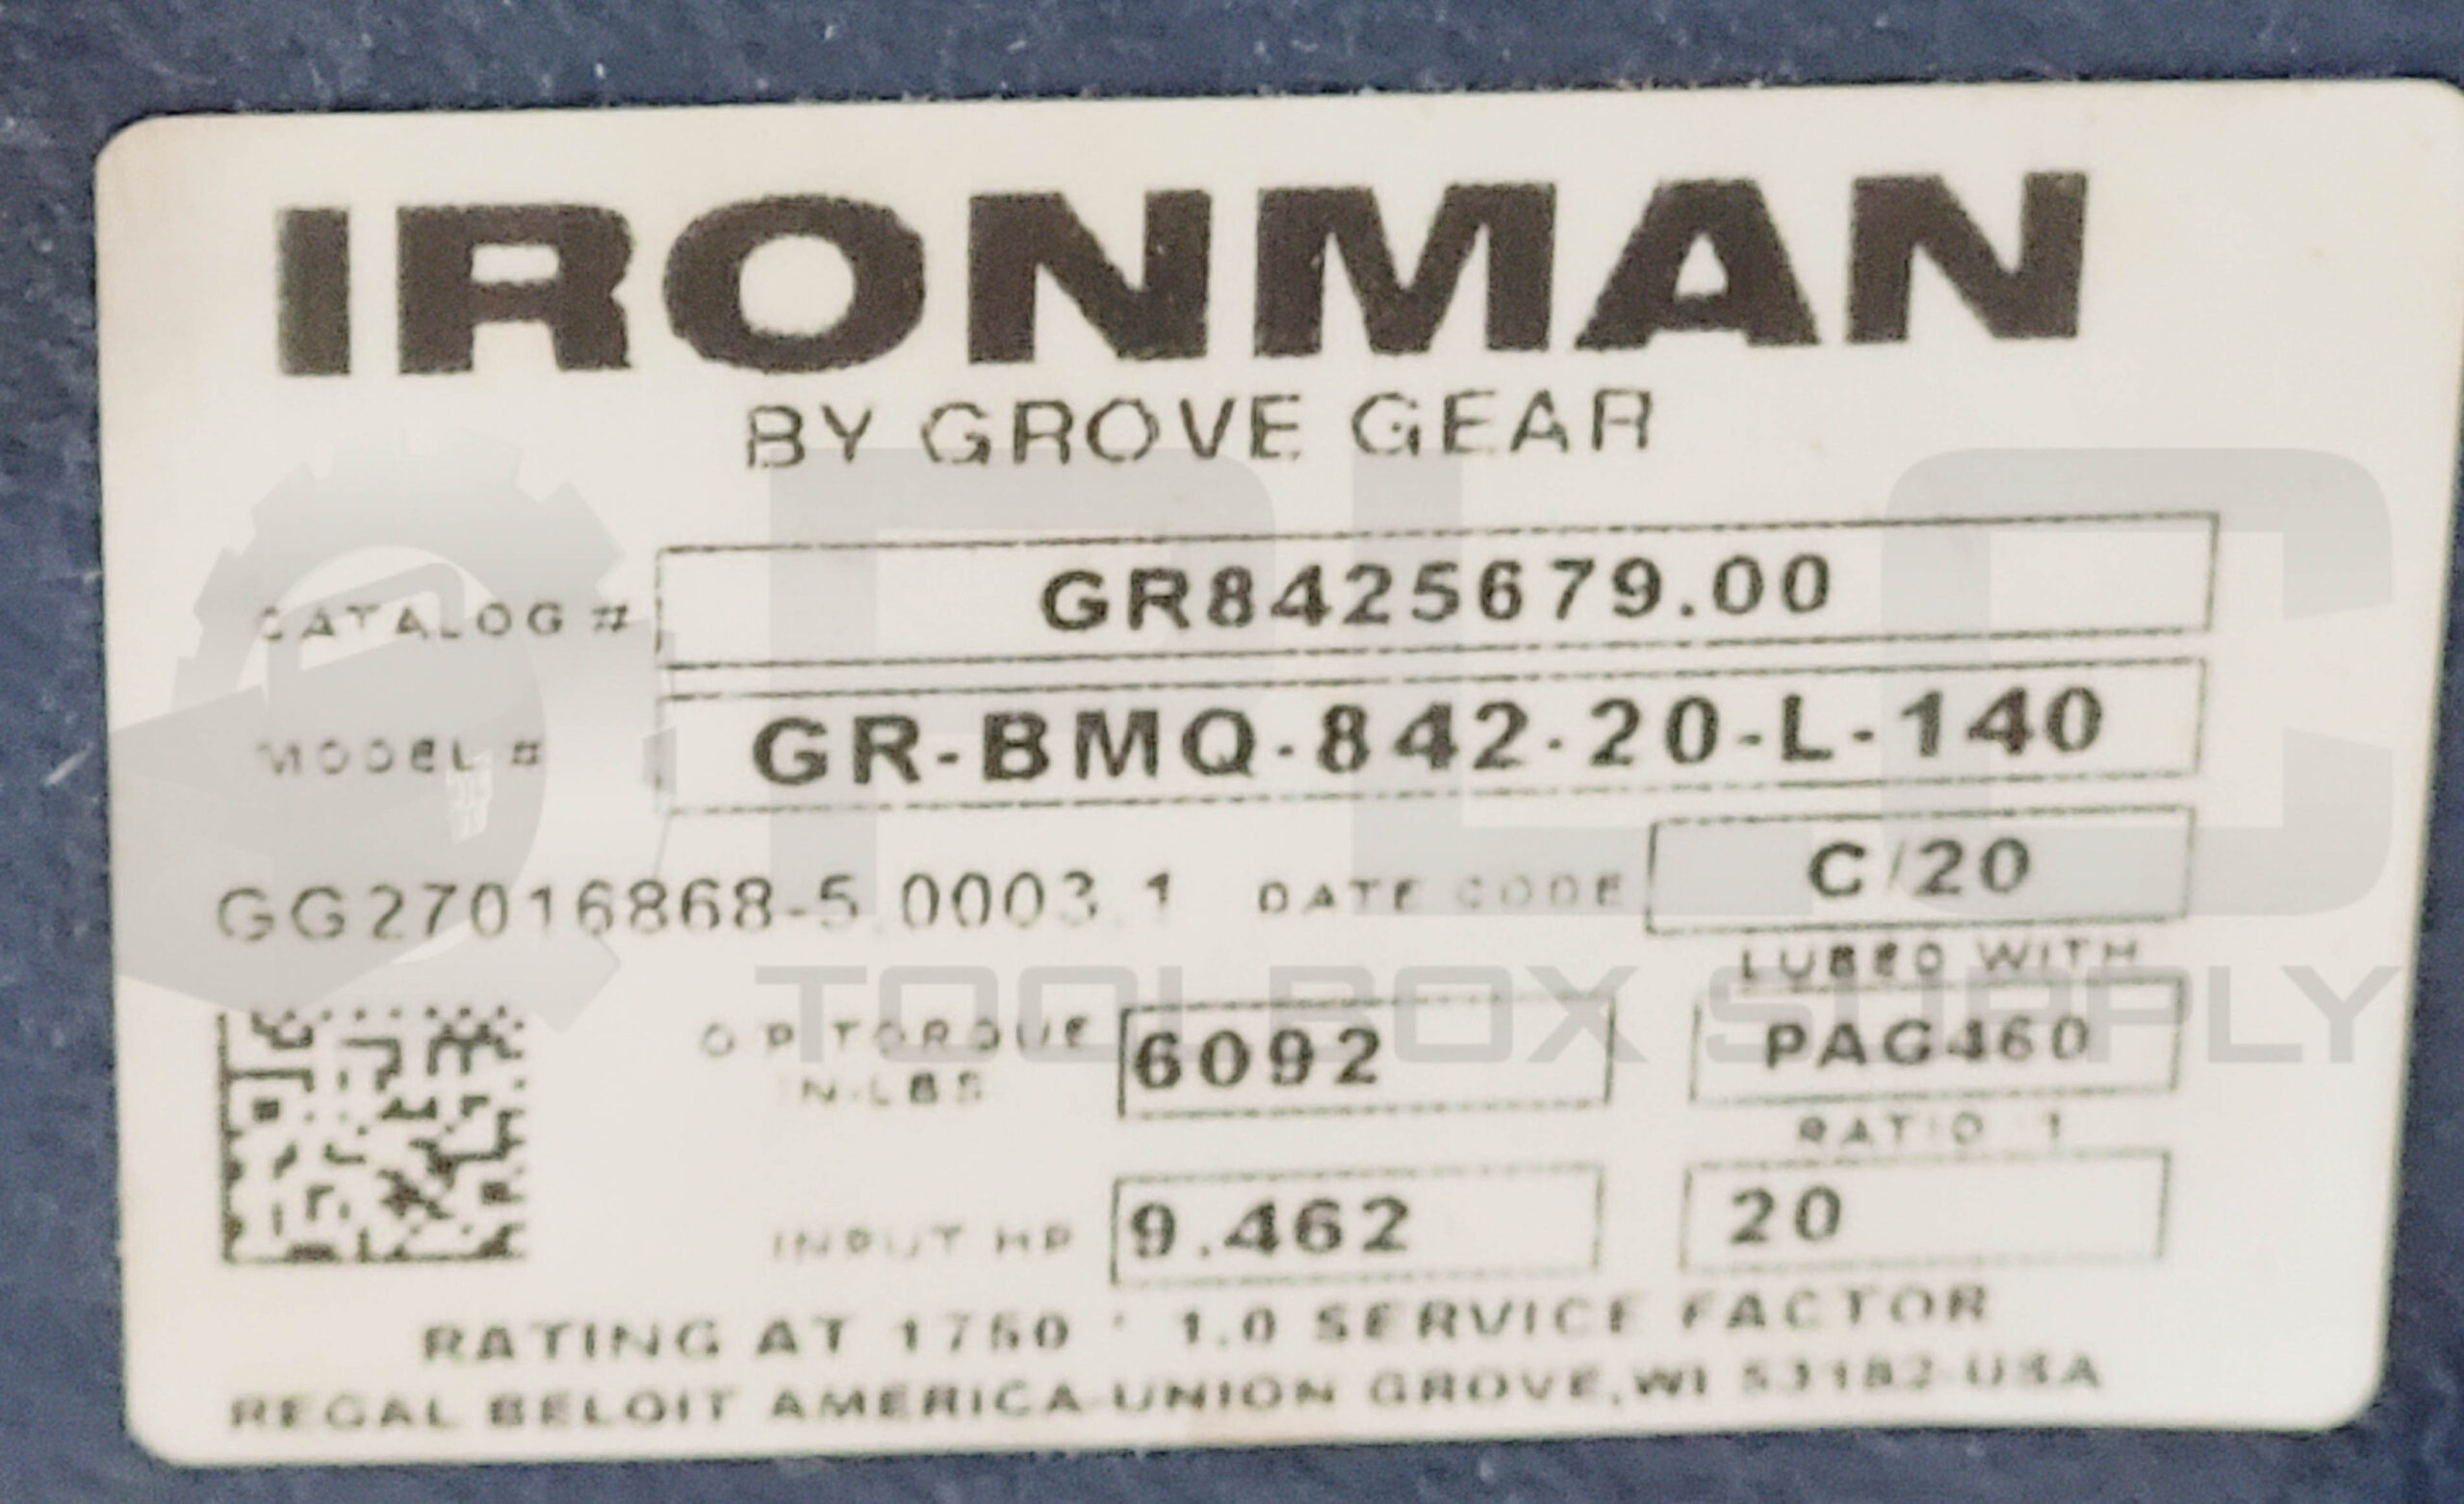 IRONMAN
BY GROVE GEAR
CATALOG # GR8425679.00
MODEL # GR-BMQ-842-20-L-140
GG27016868-5.0003.1 DATE CODE C/20
LUBED WITH
O.P. TORQUE 6092 PAG460
IN-LBS
RATIO :1
INPUT HP 9.462 20
RATING AT 1750 * 1.0 SERVICE FACTOR
REGAL BELOIT AMERICA-UNION GROVE, WI 53182-USA
PLC
TOOLBOX SUPPLY